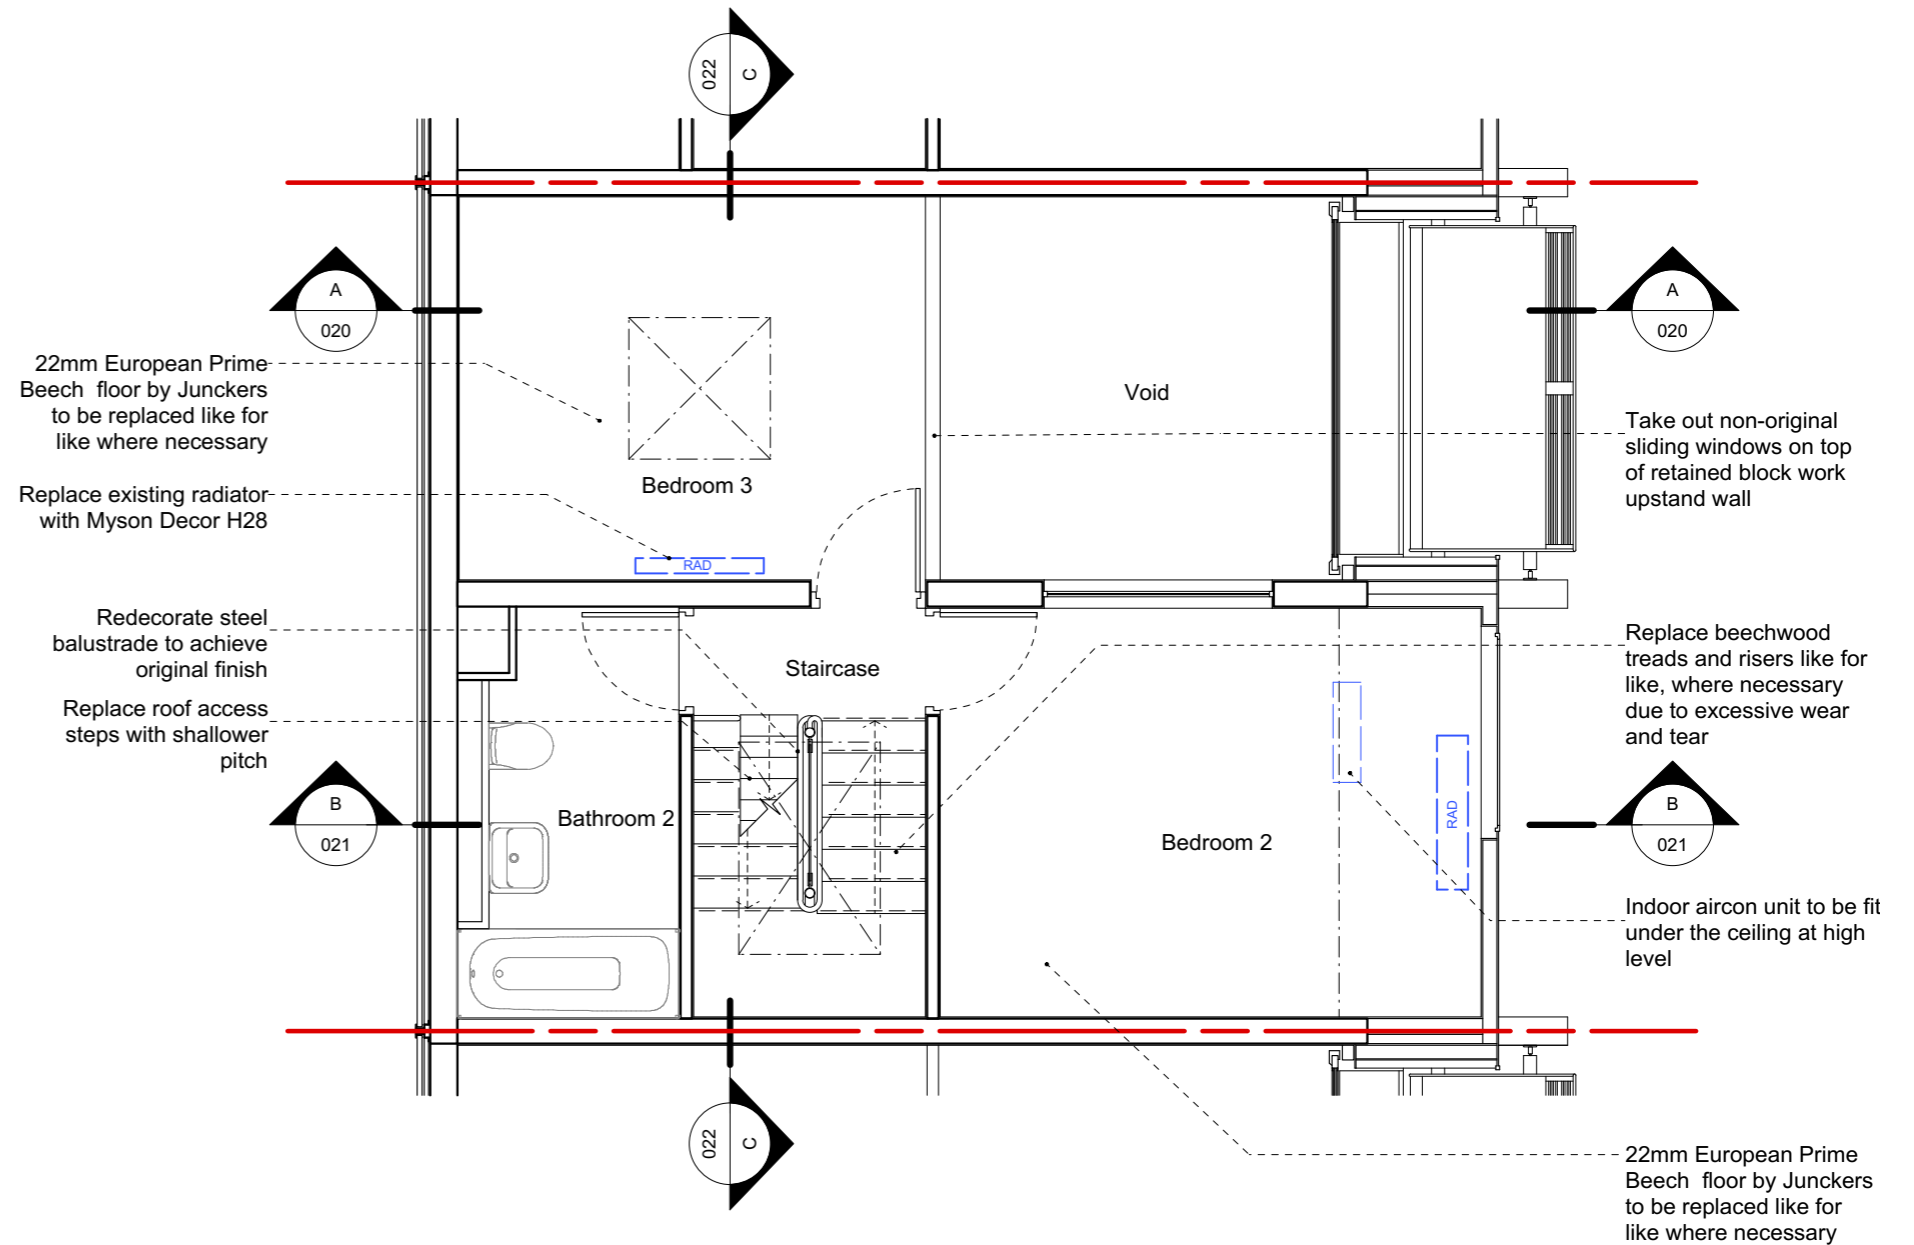 022
C
A
020
A
020
22mm European Prime
Beech floor by Junckers
to be replaced like for
like where necessary
Void
Take out non-original
sliding windows on top
of retained block work
upstand wall
Bedroom 3
Replace existing radiator
with Myson Decor H28
RAD
Redecorate steel
balustrade to achieve
original finish
Staircase
Replace beechwood
treads and risers like for
like, where necessary
due to excessive wear
and tear
Replace roof access
steps with shallower
pitch
B
021
Bathroom 2
Bedroom 2
RAD
B
021
Indoor aircon unit to be fit
under the ceiling at high
level
022
C
22mm European Prime
Beech floor by Junckers
to be replaced like for
like where necessary